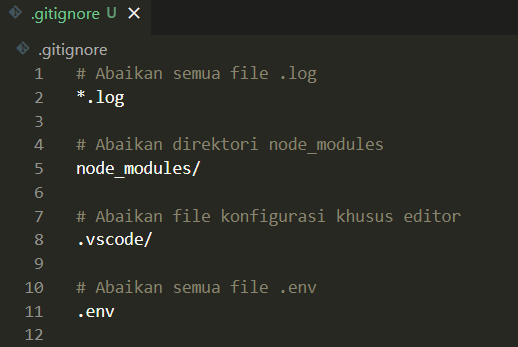 .gitignore U ×
.gitignore
1 # Abaikan semua file .log
2 *.log
3
4 # Abaikan direktori node_modules
5 node_modules/
6
7 # Abaikan file konfigurasi khusus editor
8 .vscode/
9
10 # Abaikan semua file .env
11 .env
12